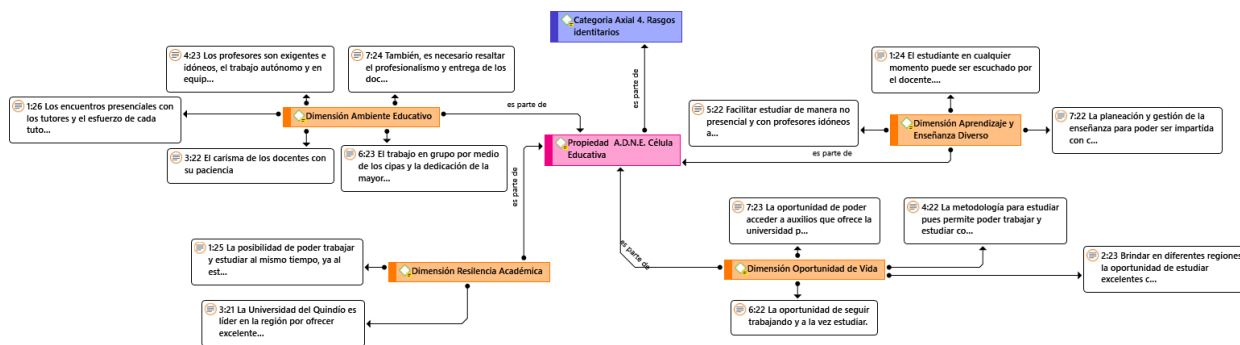 Categoria Axial 4. Rasgos
identitarios
4:23 Los profesores son exigentes e
idóneos, el trabajo autónomo y en
equip...
7:24 También, es necesario resaltar
el profesionalismo y entrega de los
doc...
1:24 El estudiante en cualquier
momento puede ser escuchado por
el docente....
1:26 Los encuentros presenciales con
los tutores y el esfuerzo de cada
tuto...
Dimensión Ambiente Educativo
es parte de
es parte de
5:22 Facilitar estudiar de manera no
presencial y con profesores idóneos
a...
Dimensión Aprendizaje y
Enseñanza Diverso
7:22 La planeación y gestión de la
enseñanza para poder ser impartida
con c...
3:22 El carisma de los docentes con
su paciencia
6:23 El trabajo en grupo por medio
de los cipas y la dedicación de la
mayor...
Propiedad A.D.N.E. Célula
Educativa
es parte de
es parte de
es parte de
7:23 La oportunidad de poder
acceder a auxilios que ofrece la
universidad p...
4:22 La metodología para estudiar
pues permite poder trabajar y
estudiar co...
1:25 La posibilidad de poder trabajar
y estudiar al mismo tiempo, ya al
est...
Dimensión Resilencia Académica
Dimensión Oportunidad de Vida
2:23 Brindar en diferentes regiones
la oportunidad de estudiar
excelentes c...
3:21 La Universidad del Quindío es
líder en la región por ofrecer
excelente...
6:22 La oportunidad de seguir
trabajando y a la vez estudiar.